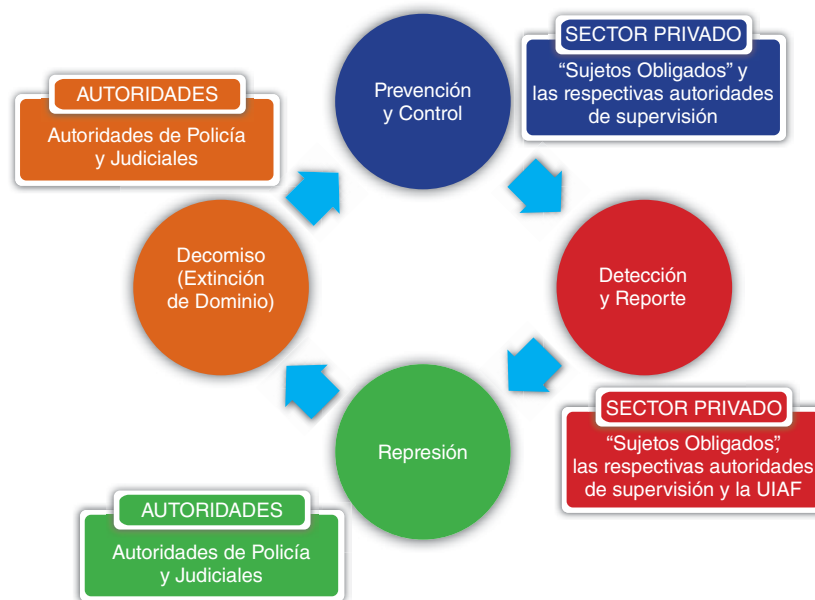 SECTOR PRIVADO
“Sujetos Obligados” y
las respectivas autoridades
de supervisión
Prevención
y Control
AUTORIDADES
Autoridades de Policía
y Judiciales
Decomiso
(Extinción
de Dominio)
Detección
y Reporte
SECTOR PRIVADO
“Sujetos Obligados”,
las respectivas autoridades
de supervisión y la UIAF
Represión
AUTORIDADES
Autoridades de Policía
y Judiciales